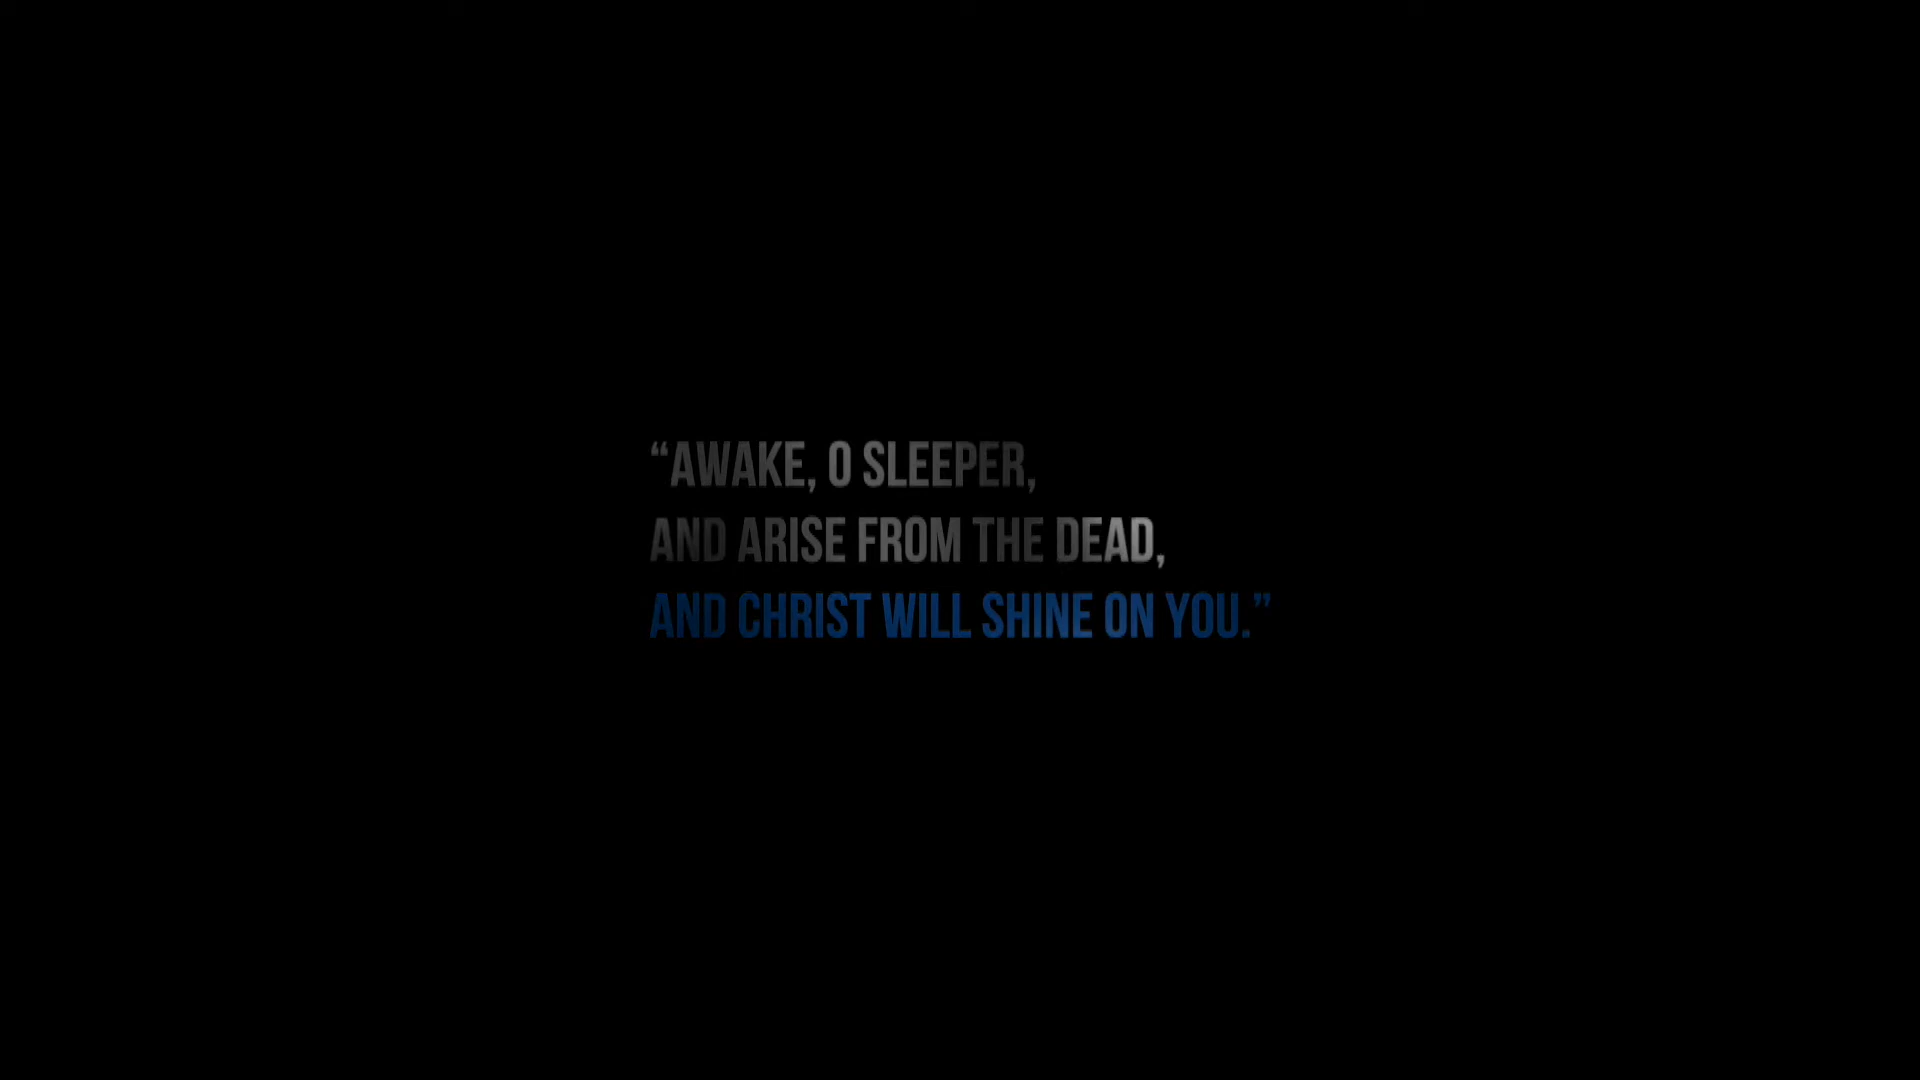 “AWAKE, O SLEEPER,
AND ARISE FROM THE DEAD,
AND CHRIST WILL SHINE ON YOU.”